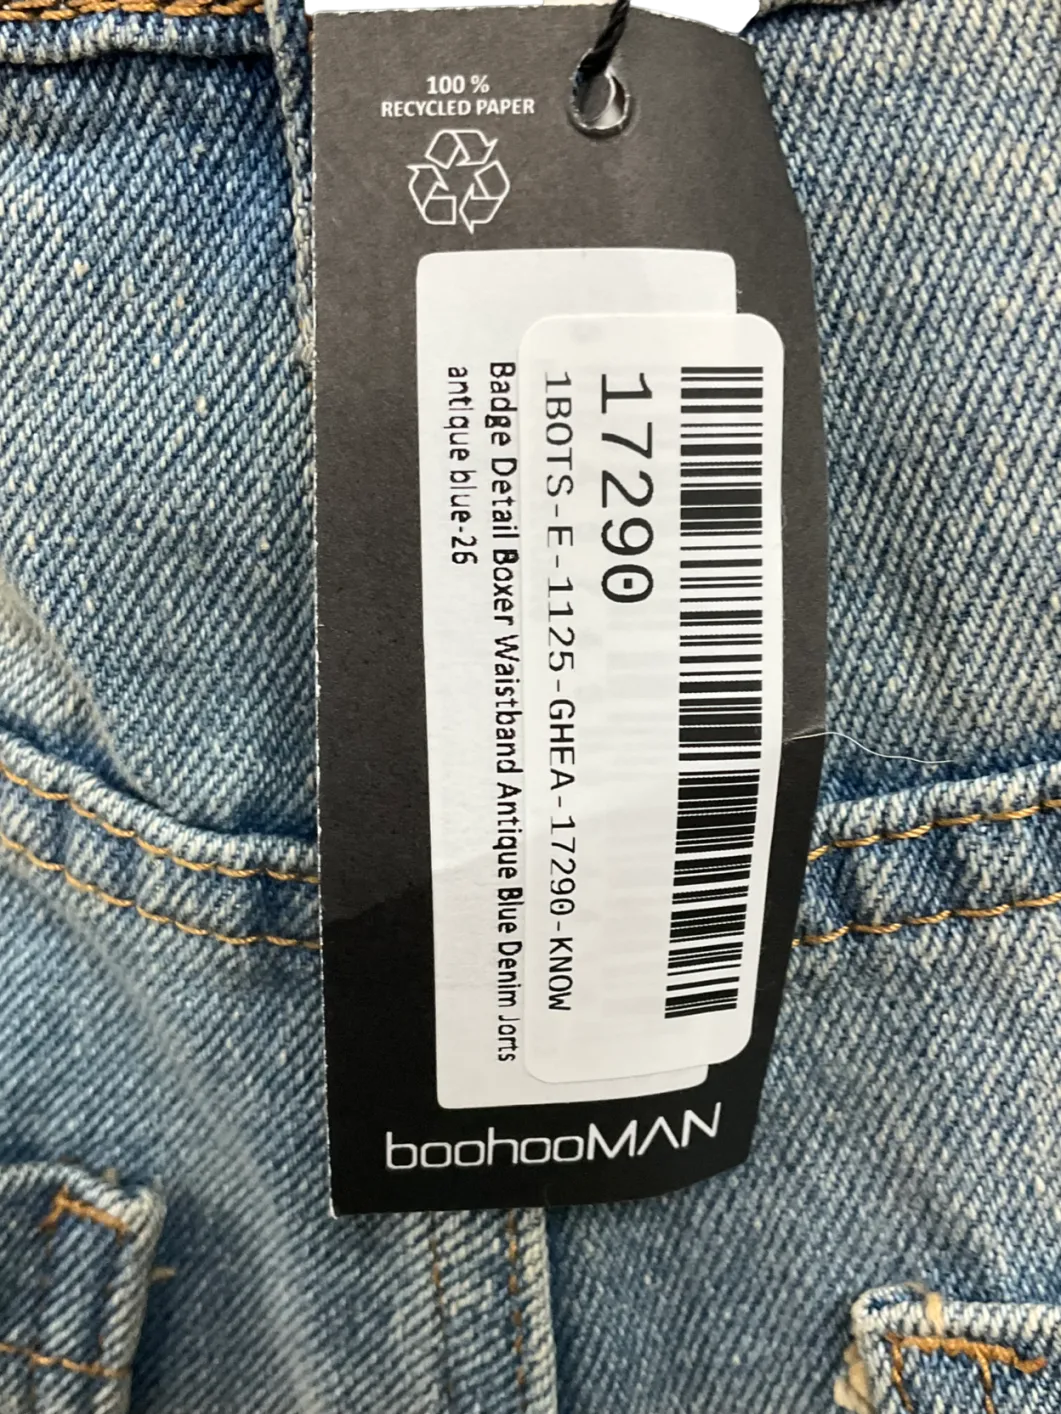 100 %
RECYCLED PAPER
17290
1BOTS-E-1125-GHEA-17290-KNOW
Badge Detail Boxer Waistband Antique Blue Denim Jorts
antique blue-26
boohooMAN